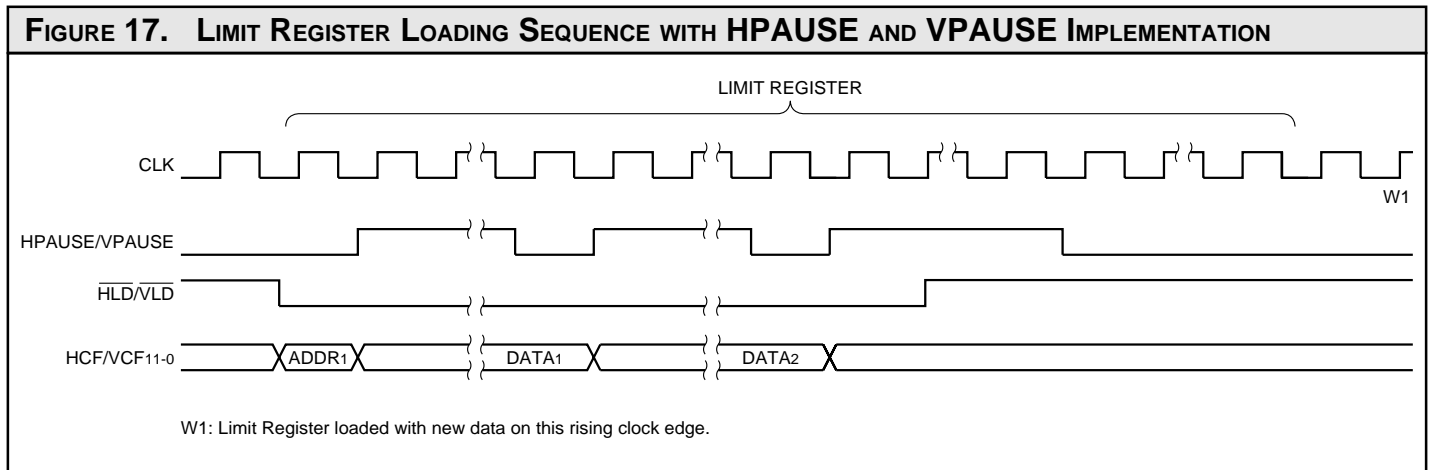 FIGURE 17. LIMIT REGISTER LOADING SEQUENCE WITH HPAUSE AND VPAUSE IMPLEMENTATION
LIMIT REGISTER
CLK
W1
HPAUSE/VPAUSE
HLD/VLD
HCF/VCF11-0
ADDR1
DATA1
DATA2
W1: Limit Register loaded with new data on this rising clock edge.